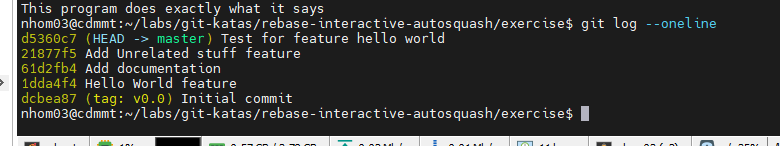 This program does exactly what it says
nhom03@cdmmt:~/labs/git-katas/rebase-interactive-autosquash/exercise$ git log --oneline
d5360c7 (HEAD -> master) Test for feature hello world
21877f5 Add Unrelated stuff feature
61d2fb4 Add documentation
1dda4f4 Hello World feature
dcbea87 (tag: v0.0) Initial commit
nhom03@cdmmt:~/labs/git-katas/rebase-interactive-autosquash/exercise$